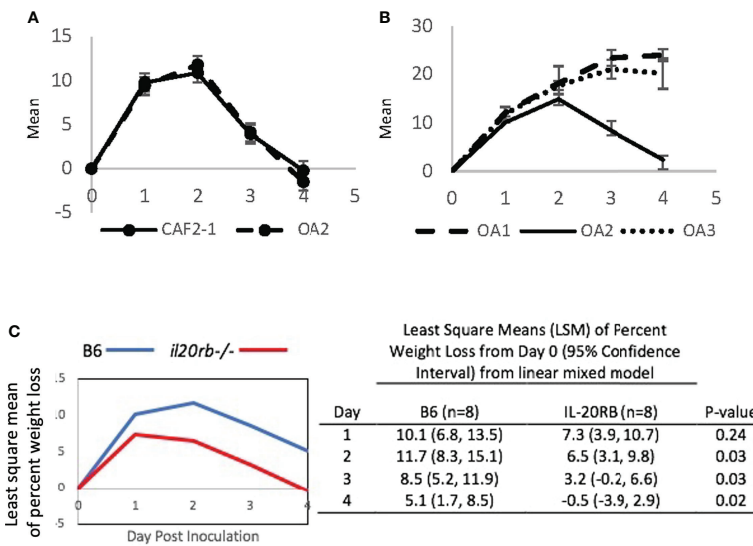 A
Mean
15
10
5
0
-5
0 1 2 3 4 5
CAF2-1 OA2
B
Mean
30
20
10
0
0 1 2 3 4 5
OA1 OA2 OA3
C
B6 il20rb-/-
Least square mean
of percent weight loss
15
10
5
0
-5
0 1 2 3 4
Day Post Inoculation
Least Square Means (LSM) of Percent
Weight Loss from Day 0 (95% Confidence
Interval) from linear mixed model
Day B6 (n=8) IL-20RB (n=8) P-value
1 10.1 (6.8, 13.5) 7.3 (3.9, 10.7) 0.24
2 11.7 (8.3, 15.1) 6.5 (3.1, 9.8) 0.03
3 8.5 (5.2, 11.9) 3.2 (-0.2, 6.6) 0.03
4 5.1 (1.7, 8.5) -0.5 (-3.9, 2.9) 0.02